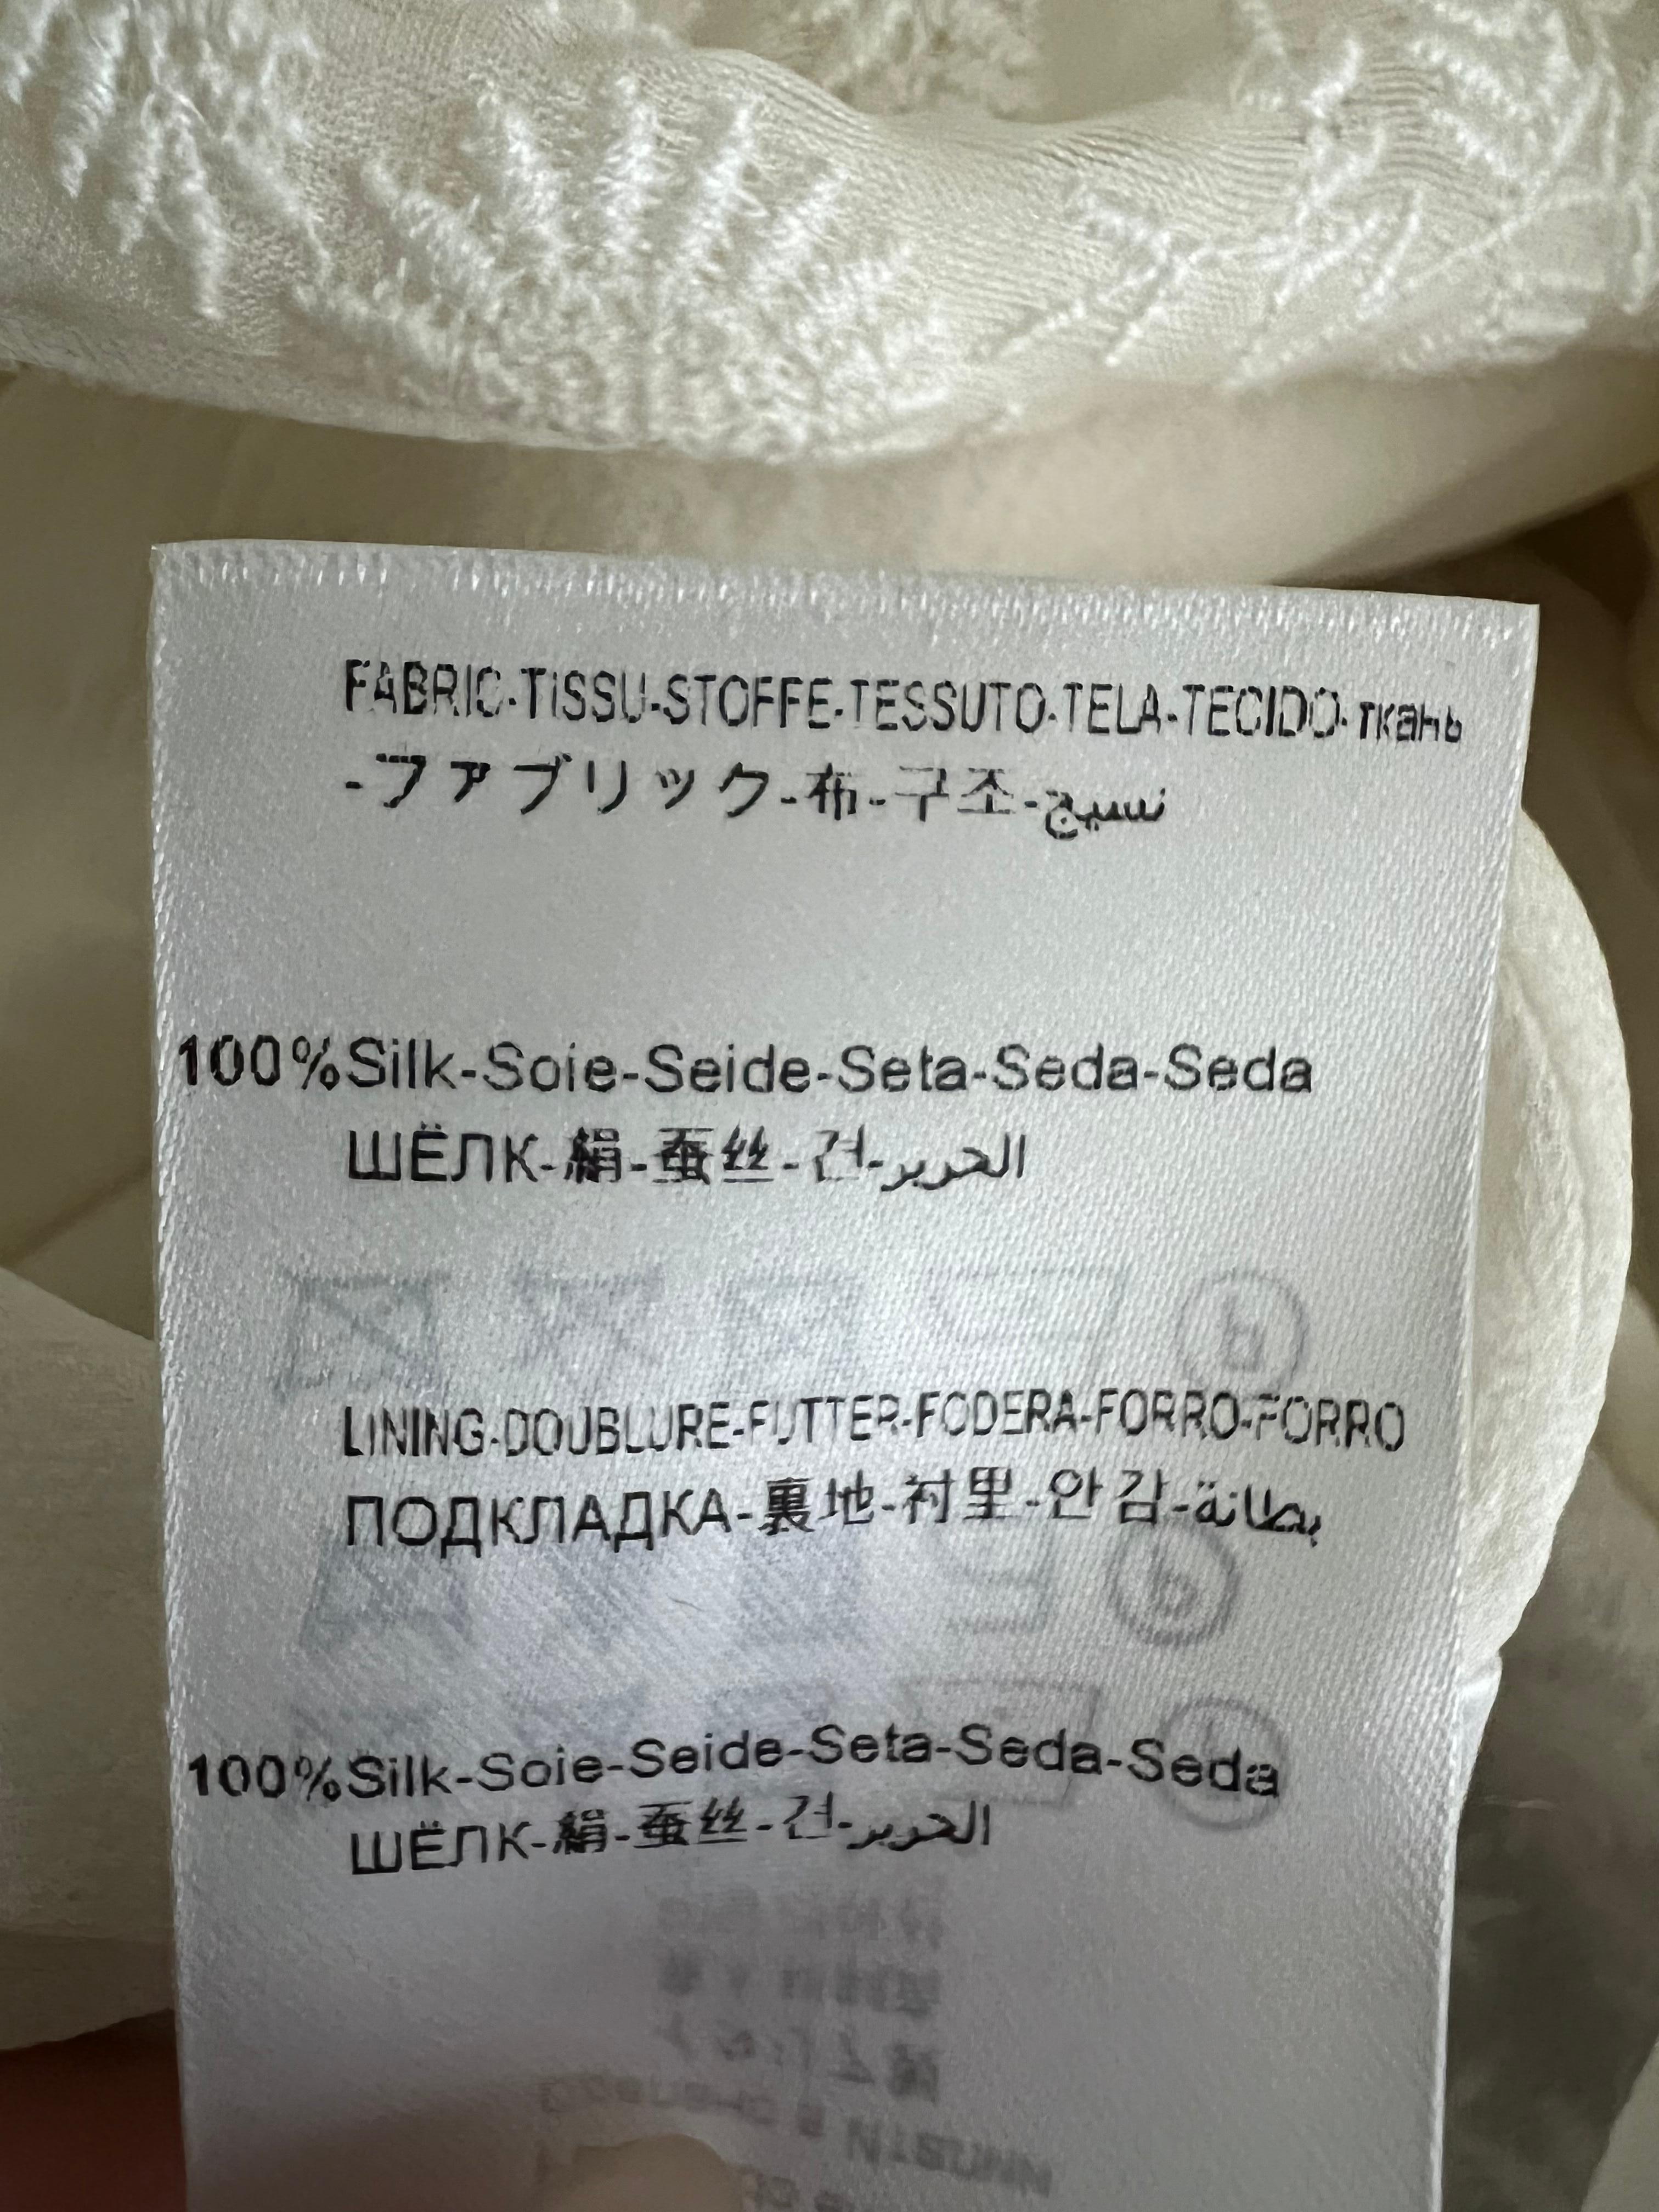 FABRIC-TISSU-STOFFE-TESSUTO-TELA-TECIDO-ткань
-ファブリック-布-구조-نسيج
100%Silk-Soie-Seide-Seta-Seda-Seda
ШЁЛК-絹-蚕丝-건-الحرير
LINING-DOUBLURE-FUTTER-FODERA-FORRO-FORRO
ПОДКЛАДКА-裏地-衬里-안감-بطانة
100%Silk-Soie-Seide-Seta-Seda-Seda
ШЁЛК-絹-蚕丝-건-الحرير